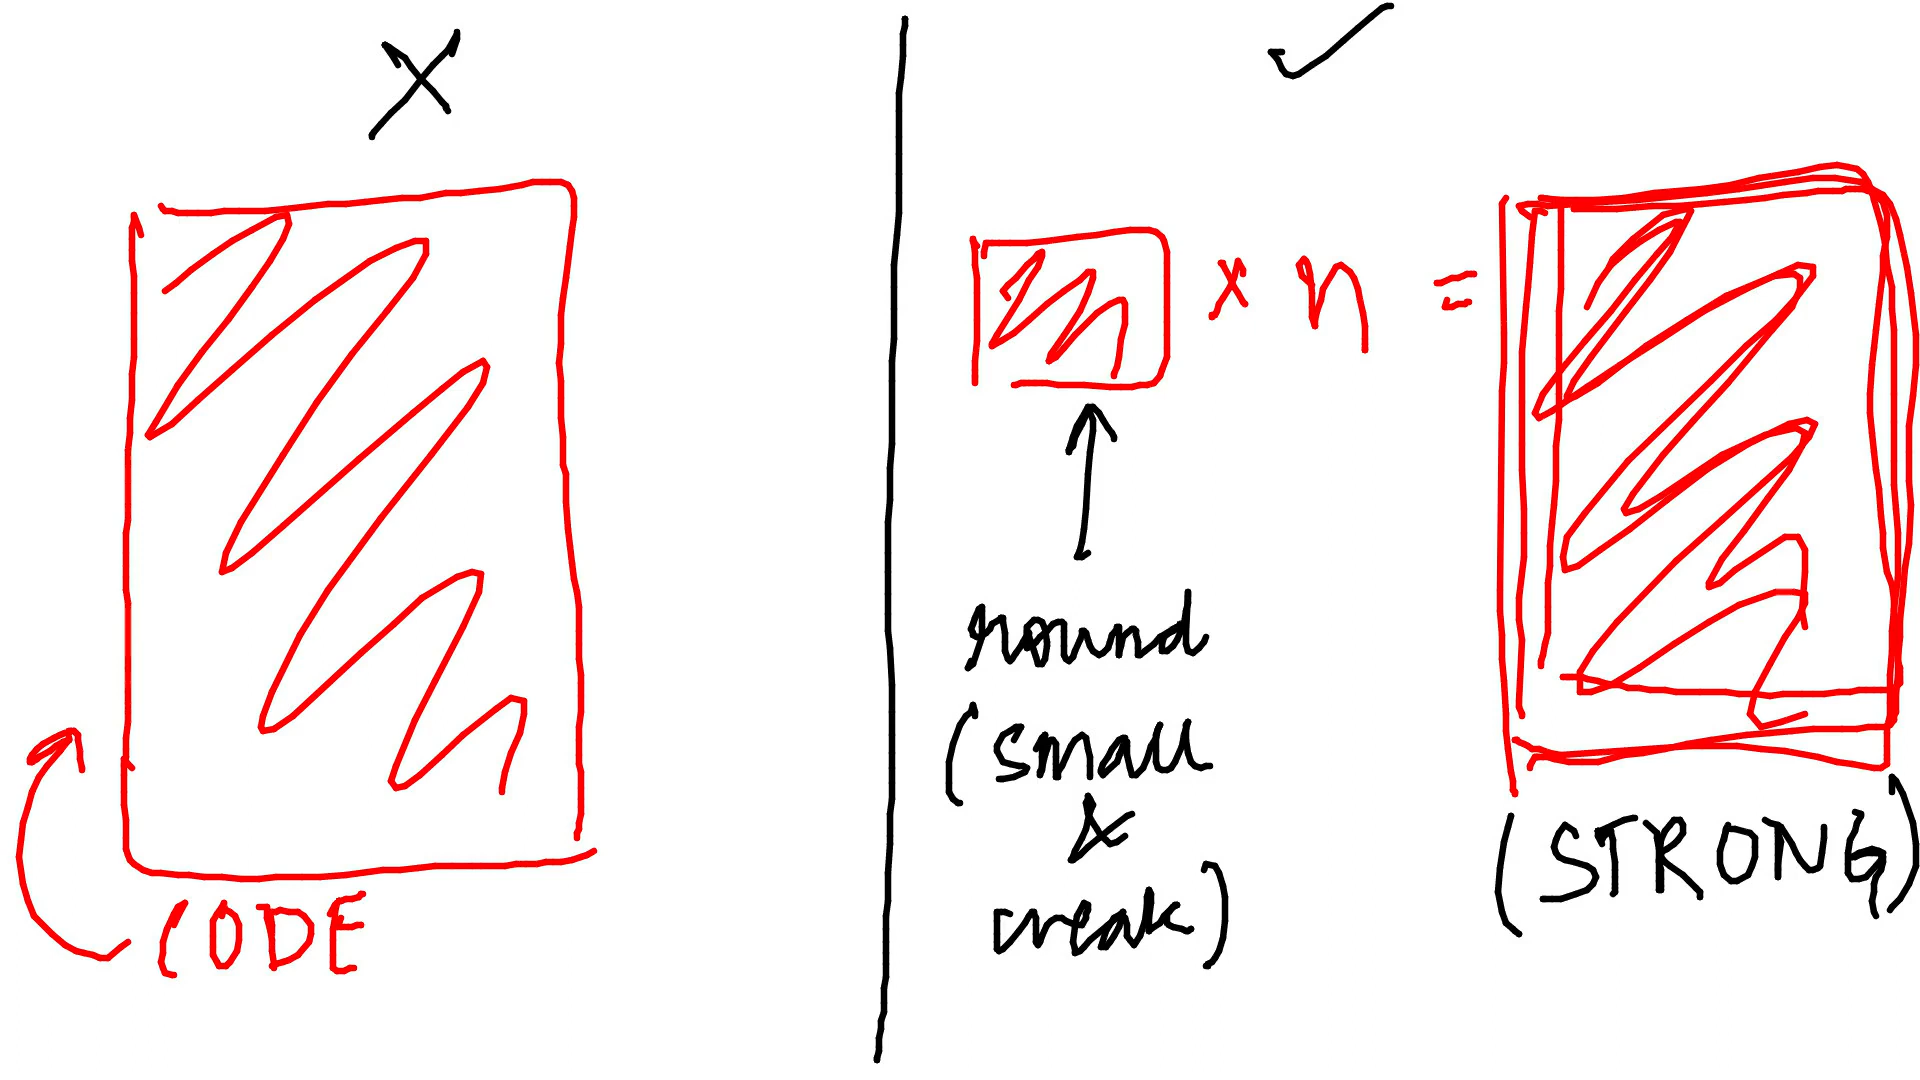 CODE
× n =
round
(small
&
weak)
(STRONG)